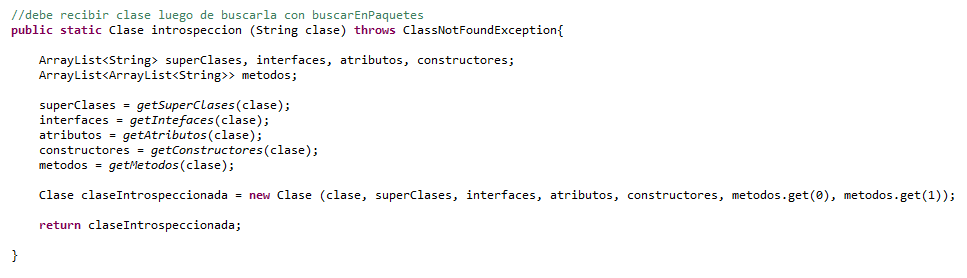 //debe recibir clase luego de buscarla con buscarEnPaquetes
public static Clase introspeccion (String clase) throws ClassNotFoundException{
ArrayList<String> superClases, interfaces, atributos, constructores;
ArrayList<ArrayList<String>> metodos;
superClases = getSuperClases(clase);
interfaces = getIntefaces(clase);
atributos = getAtributos(clase);
constructores = getConstructores(clase);
metodos = getMetodos(clase);
Clase claseIntrospeccionada = new Clase (clase, superClases, interfaces, atributos, constructores, metodos.get(0), metodos.get(1));
return claseIntrospeccionada;
}